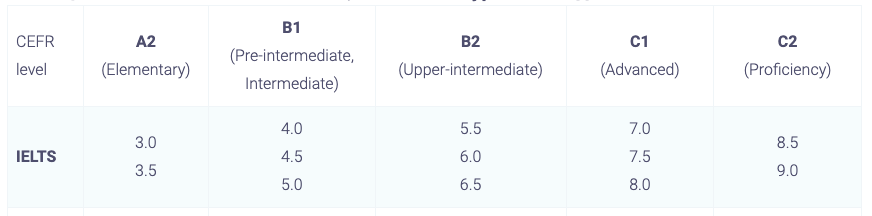 CEFR level
A2
(Elementary)
B1
(Pre-intermediate,
Intermediate)
B2
(Upper-intermediate)
C1
(Advanced)
C2
(Proficiency)
IELTS
3.0
3.5
4.0
4.5
5.0
5.5
6.0
6.5
7.0
7.5
8.0
8.5
9.0